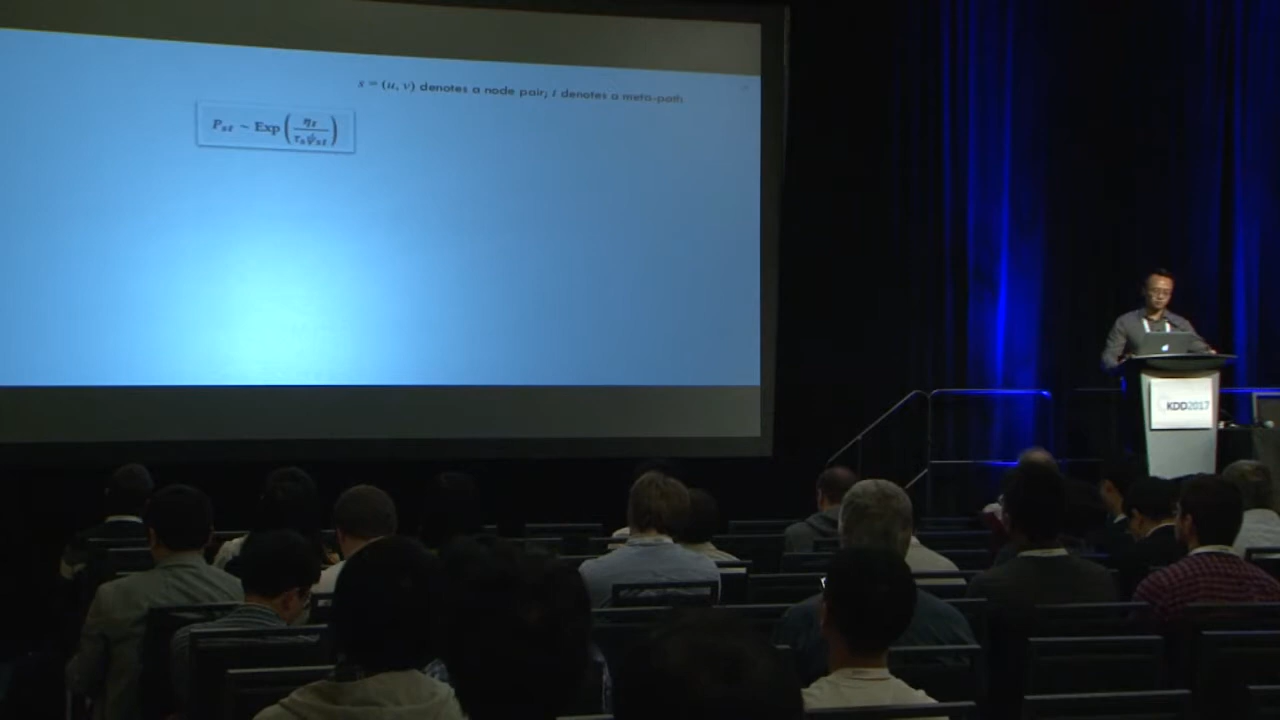 s = (u, v) denotes a node pair; t denotes a meta-path
P_st ~ Exp(η_t / τ_s ψ_st)
KDD2017